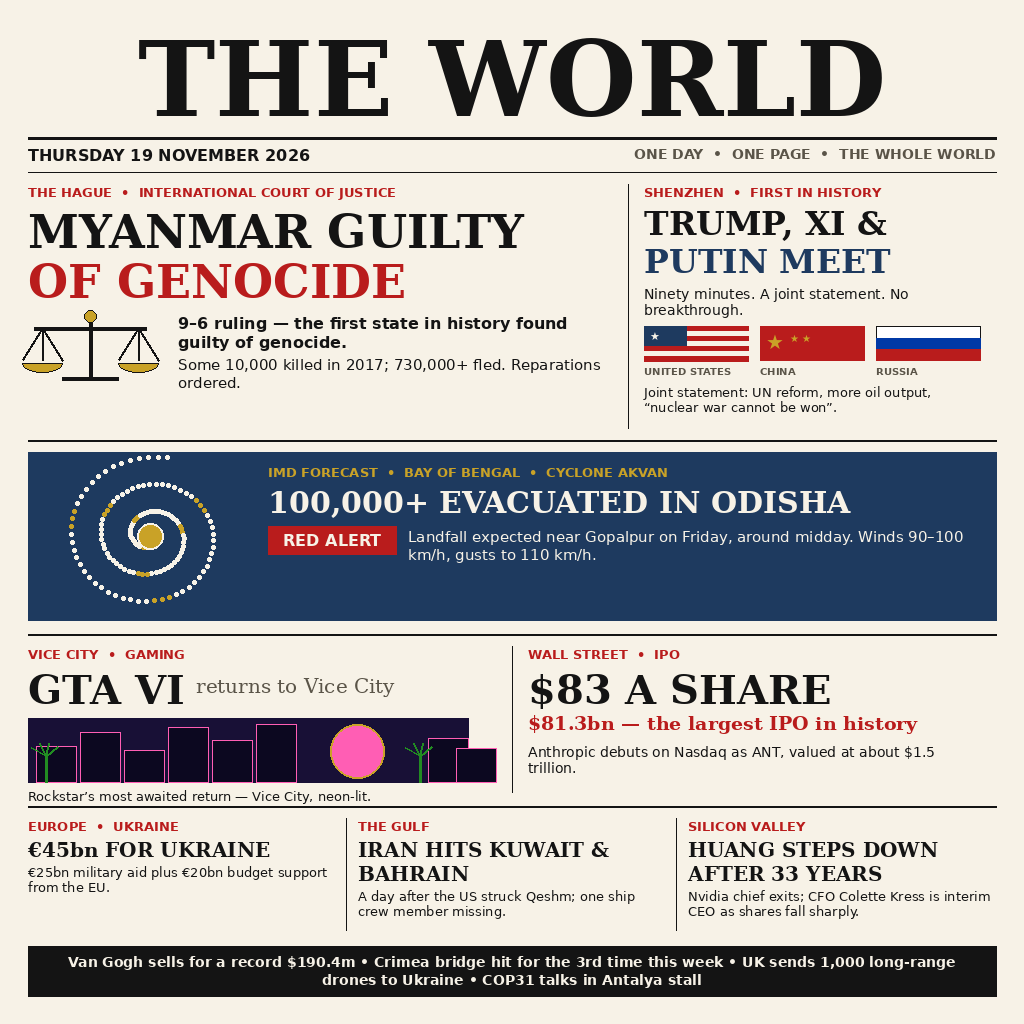 THE WORLD
THURSDAY 19 NOVEMBER 2026
ONE DAY • ONE PAGE • THE WHOLE WORLD
THE HAGUE • INTERNATIONAL COURT OF JUSTICE
MYANMAR GUILTY
OF GENOCIDE
9–6 ruling — the first state in history found
guilty of genocide.
Some 10,000 killed in 2017; 730,000+ fled. Reparations
ordered.
SHENZHEN • FIRST IN HISTORY
TRUMP, XI &
PUTIN MEET
Ninety minutes. A joint statement. No
breakthrough.
UNITED STATES
CHINA
RUSSIA
Joint statement: UN reform, more oil output,
“nuclear war cannot be won”.
IMD FORECAST • BAY OF BENGAL • CYCLONE AKVAN
100,000+ EVACUATED IN ODISHA
RED ALERT
Landfall expected near Gopalpur on Friday, around midday. Winds 90–100
km/h, gusts to 110 km/h.
VICE CITY • GAMING
GTA VI returns to Vice City
Rockstar’s most awaited return — Vice City, neon-lit.
WALL STREET • IPO
$83 A SHARE
$81.3bn — the largest IPO in history
Anthropic debuts on Nasdaq as ANT, valued at about $1.5
trillion.
EUROPE • UKRAINE
€45bn FOR UKRAINE
€25bn military aid plus €20bn budget support
from the EU.
THE GULF
IRAN HITS KUWAIT &
BAHRAIN
A day after the US struck Qeshm; one ship
crew member missing.
SILICON VALLEY
HUANG STEPS DOWN
AFTER 33 YEARS
Nvidia chief exits; CFO Colette Kress is interim
CEO as shares fall sharply.
Van Gogh sells for a record $190.4m • Crimea bridge hit for the 3rd time this week • UK sends 1,000 long-range
drones to Ukraine • COP31 talks in Antalya stall